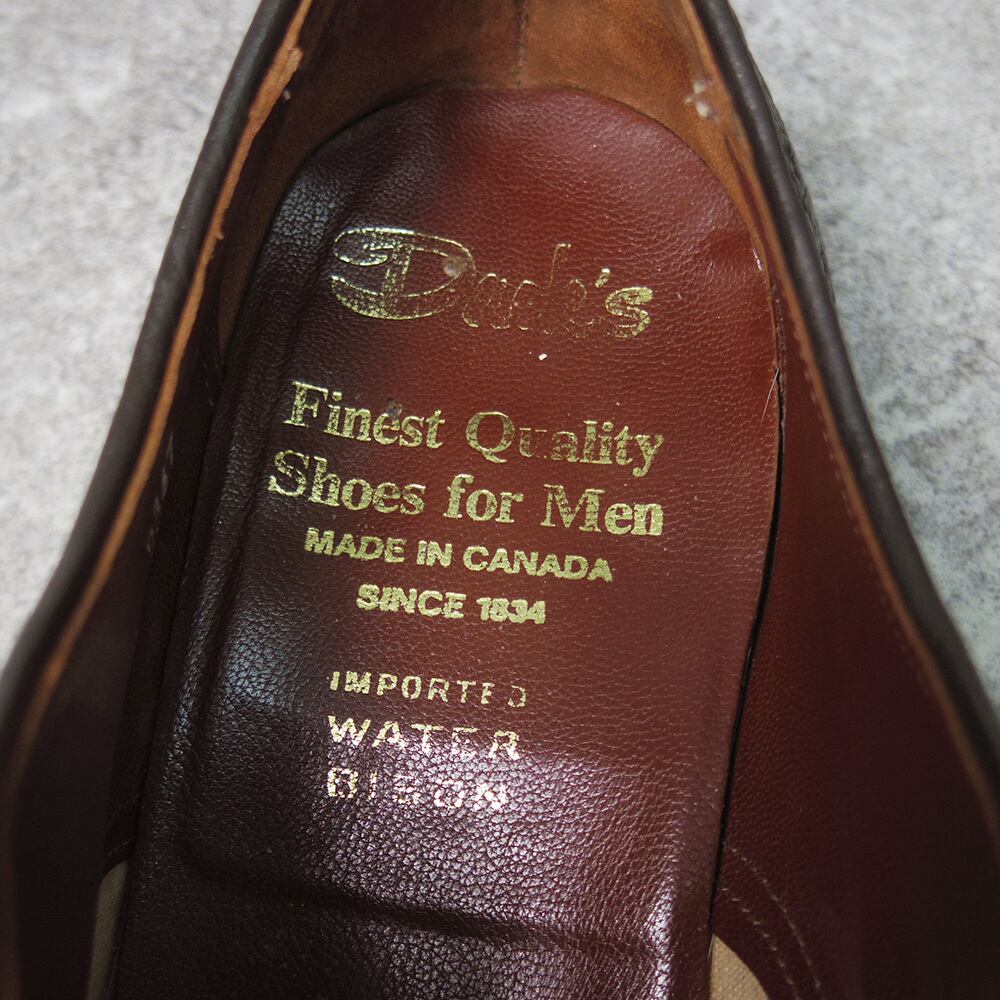 Dack's
Finest Quality
Shoes for Men
MADE IN CANADA
SINCE 1834
IMPORTED
WATER
BISON